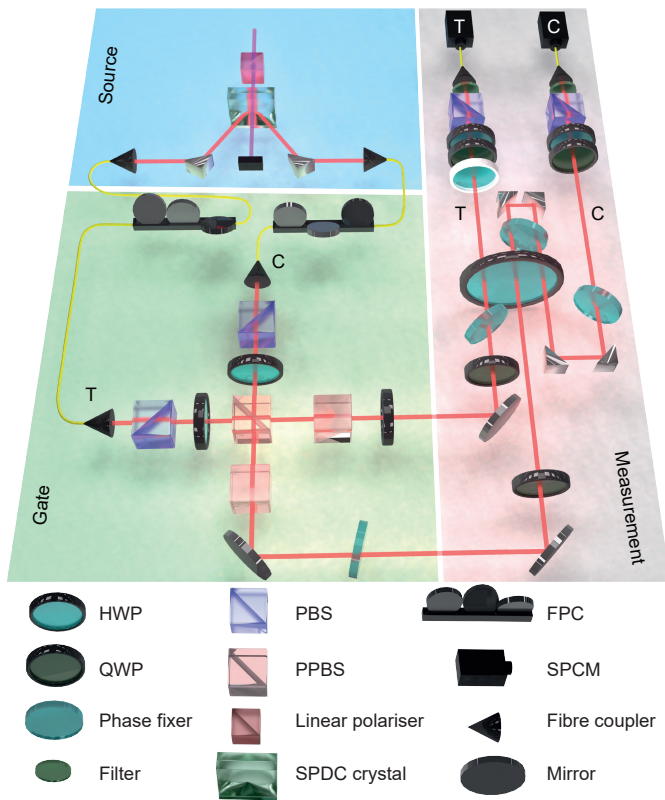 Source
T
C
T
C
C
T
Gate
Measurement
HWP
PBS
FPC
QWP
PPBS
SPCM
Phase fixer
Linear polariser
Fibre coupler
Filter
SPDC crystal
Mirror